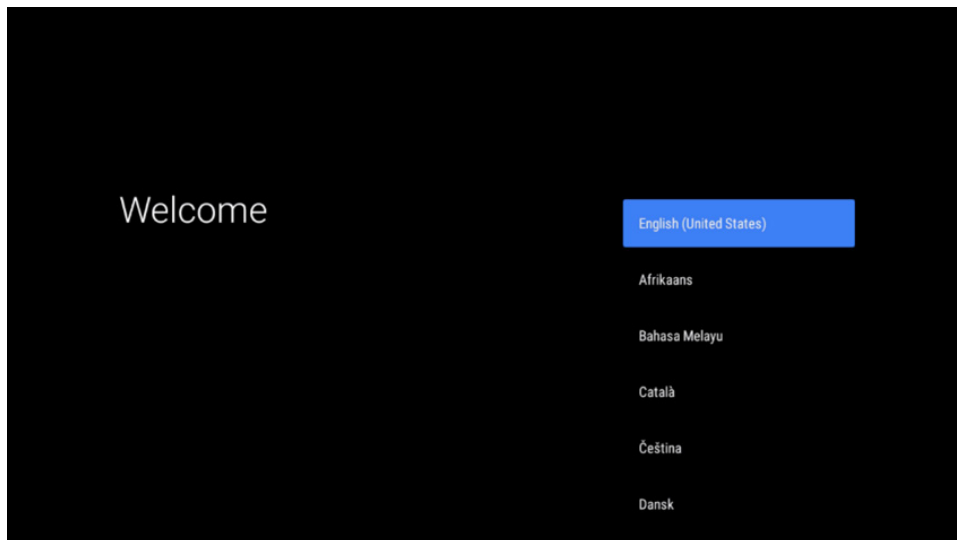 Welcome
English (United States)
Afrikaans
Bahasa Melayu
Català
Čeština
Dansk